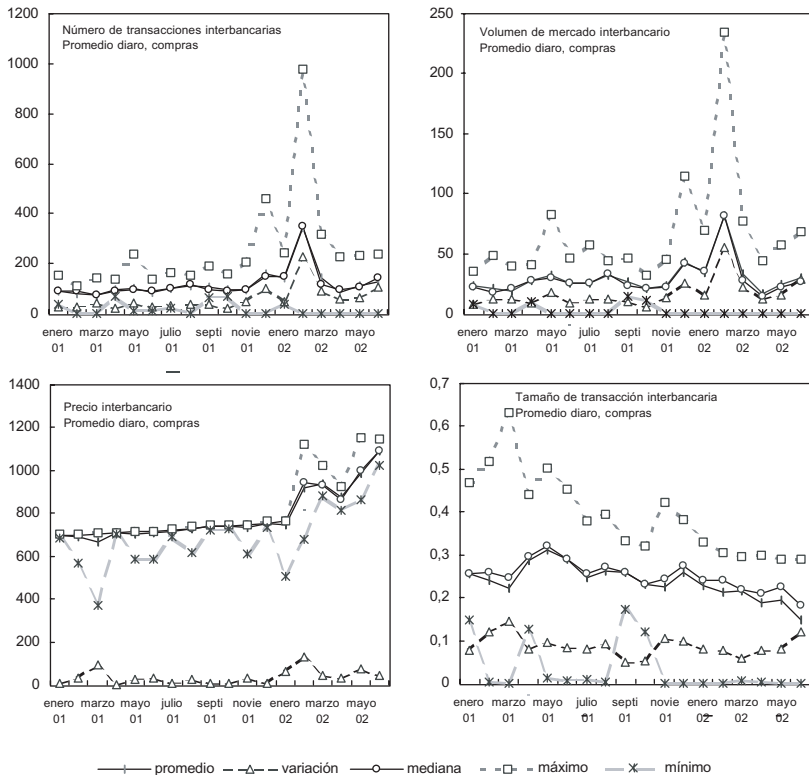 Número de transacciones interbancarias
Promedio diaro, compras
1200
1000
800
600
400
200
0
enero marzo mayo julio septi novie enero marzo mayo
01 01 01 01 01 01 02 02 02
Volumen de mercado interbancario
Promedio diaro, compras
250
200
150
100
50
0
enero marzo mayo julio septi novie enero marzo mayo
01 01 01 01 01 01 02 02 02
Precio interbancario
Promedio diaro, compras
1400
1200
1000
800
600
400
200
0
enero marzo mayo julio septi novie enero marzo mayo
01 01 01 01 01 01 02 02 02
Tamaño de transacción interbancaria
Promedio diaro, compras
0,7
0,6
0,5
0,4
0,3
0,2
0,1
0
enero marzo mayo julio septi novie enero marzo mayo
01 01 01 01 01 01 02 02 02
promedio variación mediana máximo mínimo